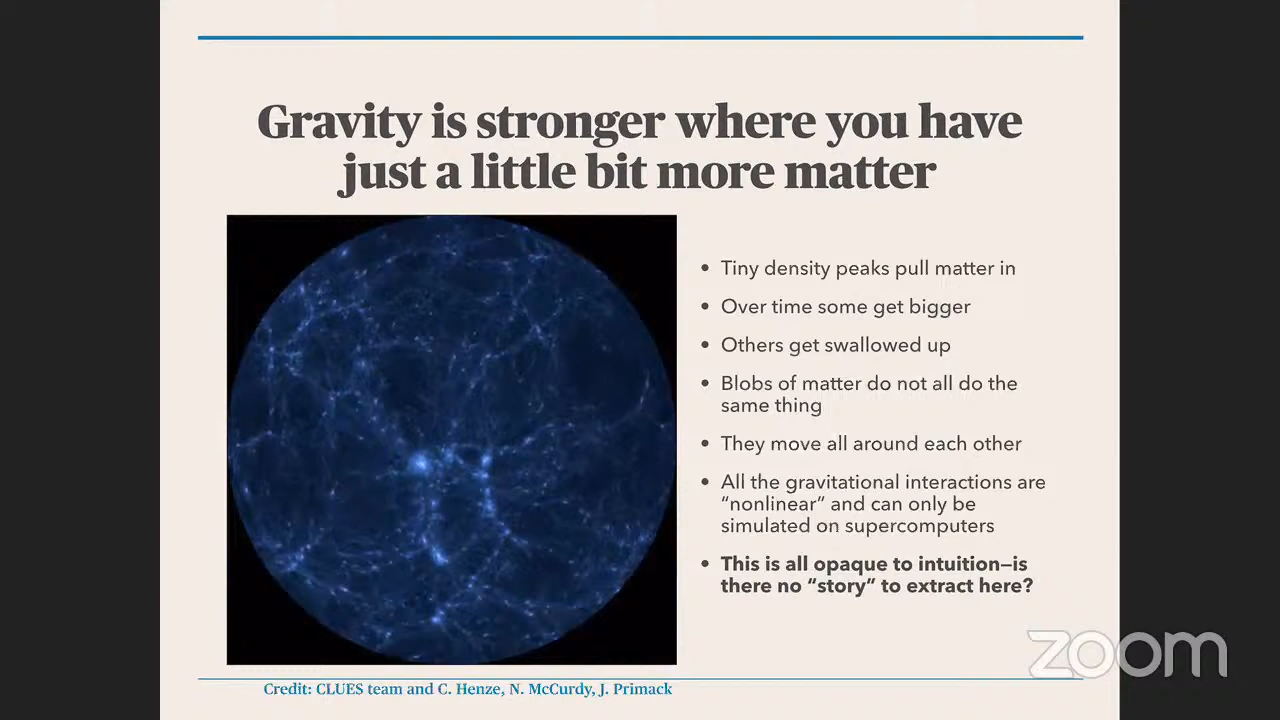 Gravity is stronger where you have
just a little bit more matter
• Tiny density peaks pull matter in
• Over time some get bigger
• Others get swallowed up
• Blobs of matter do not all do the
same thing
• They move all around each other
• All the gravitational interactions are
“nonlinear” and can only be
simulated on supercomputers
• This is all opaque to intuition—is
there no “story” to extract here?
zoom
Credit: CLUES team and C. Henze, N. McCurdy, J. Primack